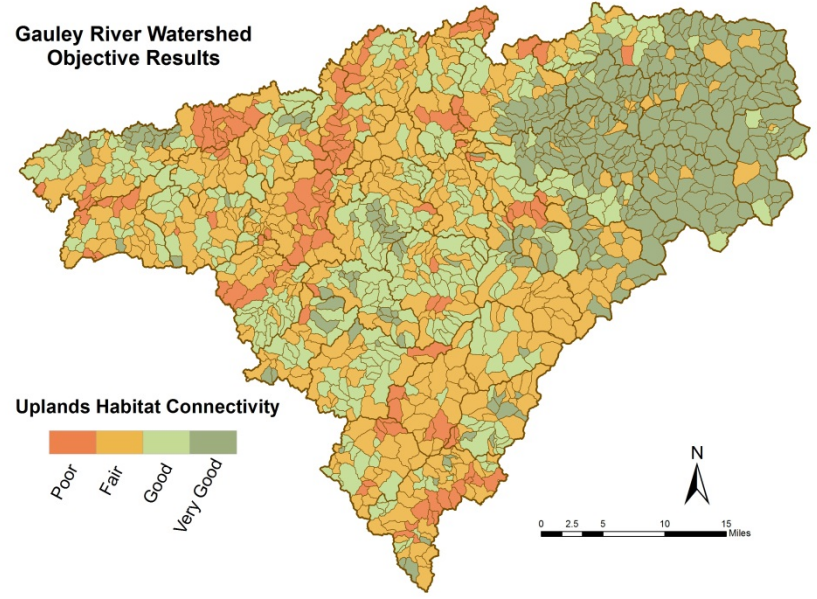 Gauley River Watershed
Objective Results
Uplands Habitat Connectivity
Poor
Fair
Good
Very Good
N
0 2.5 5 10 15
Miles